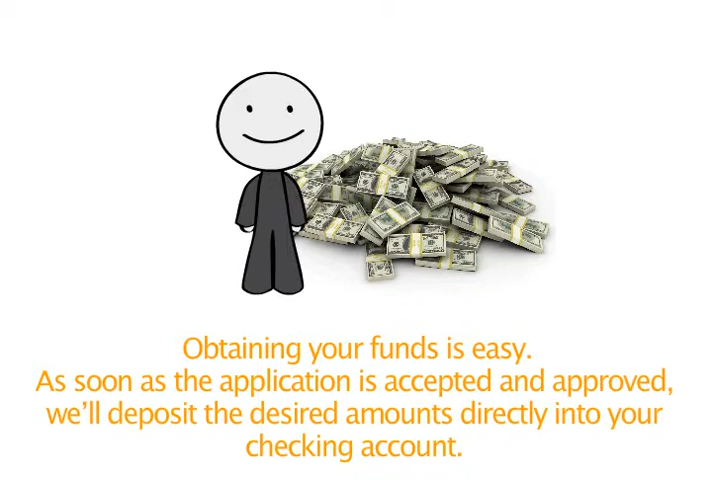 Obtaining your funds is easy.
As soon as the application is accepted and approved,
we'll deposit the desired amounts directly into your
checking account.